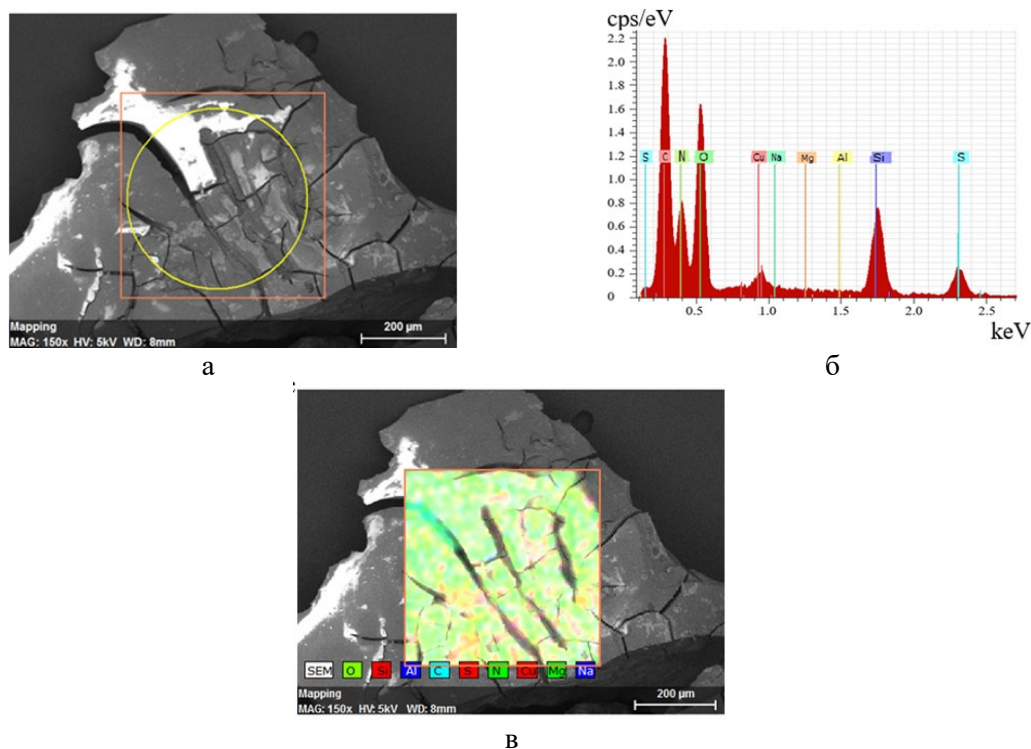 Mapping
MAG: 150x HV: 5kV WD: 8mm
200 µm
а
cps/eV
2.2
2.0
1.8
1.6
1.4
1.2
1.0
0.8
0.6
0.4
0.2
0
S C N O Cu Na Mg Al Si S
0.5 1.0 1.5 2.0 2.5
keV
б
SEM O Si Al C S N Cu Mg Na
Mapping
MAG: 150x HV: 5kV WD: 8mm
200 µm
в